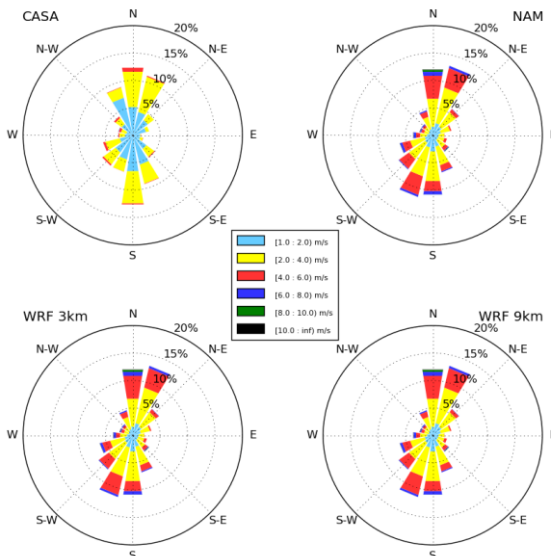 CASA
N
20%
15%
10%
5%
N-W
N-E
W
E
S-W
S-E
S
NAM
N
20%
15%
10%
5%
N-W
N-E
W
S-W
S-E
S
[1.0 : 2.0) m/s
[2.0 : 4.0) m/s
[4.0 : 6.0) m/s
[6.0 : 8.0) m/s
[8.0 : 10.0) m/s
[10.0 : inf) m/s
WRF 3km
N
20%
15%
10%
5%
N-W
N-E
W
E
S-W
S-E
S
WRF 9km
N
20%
15%
10%
5%
N-W
N-E
W
S-W
S-E
S